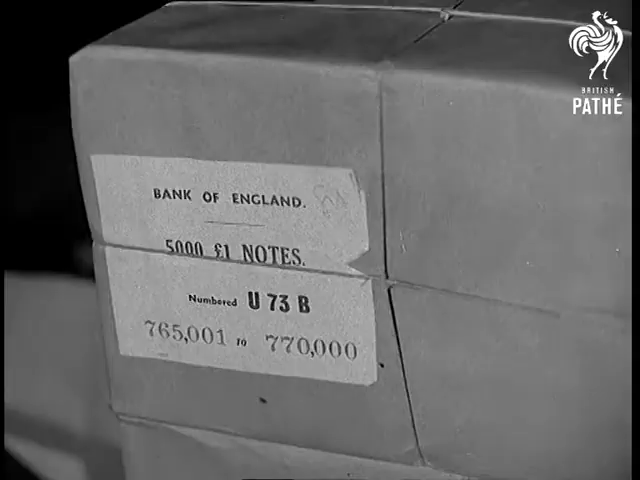 BRITISH
PATHÉ
BANK OF ENGLAND.
5000 £1 NOTES.
Numbered U 73 B
765,001 to 770,000